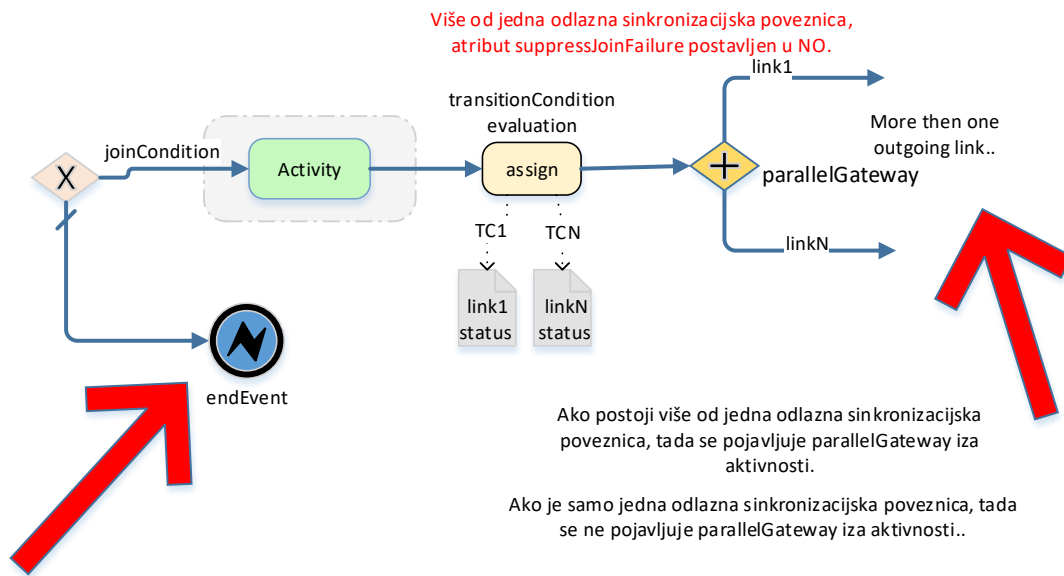 Više od jedna odlazna sinkronizacijska poveznica,
atribut suppressJoinFailure postavljen u NO.
link1
transitionCondition
evaluation
More then one
outgoing link..
joinCondition
X
Activity
assign
parallelGateway
TC1
TCN
linkN
link1
status
linkN
status
endEvent
Ako postoji više od jedna odlazna sinkronizacijska
poveznica, tada se pojavljuje parallelGateway iza
aktivnosti.
Ako je samo jedna odlazna sinkronizacijska poveznica, tada
se ne pojavljuje parallelGateway iza aktivnosti..